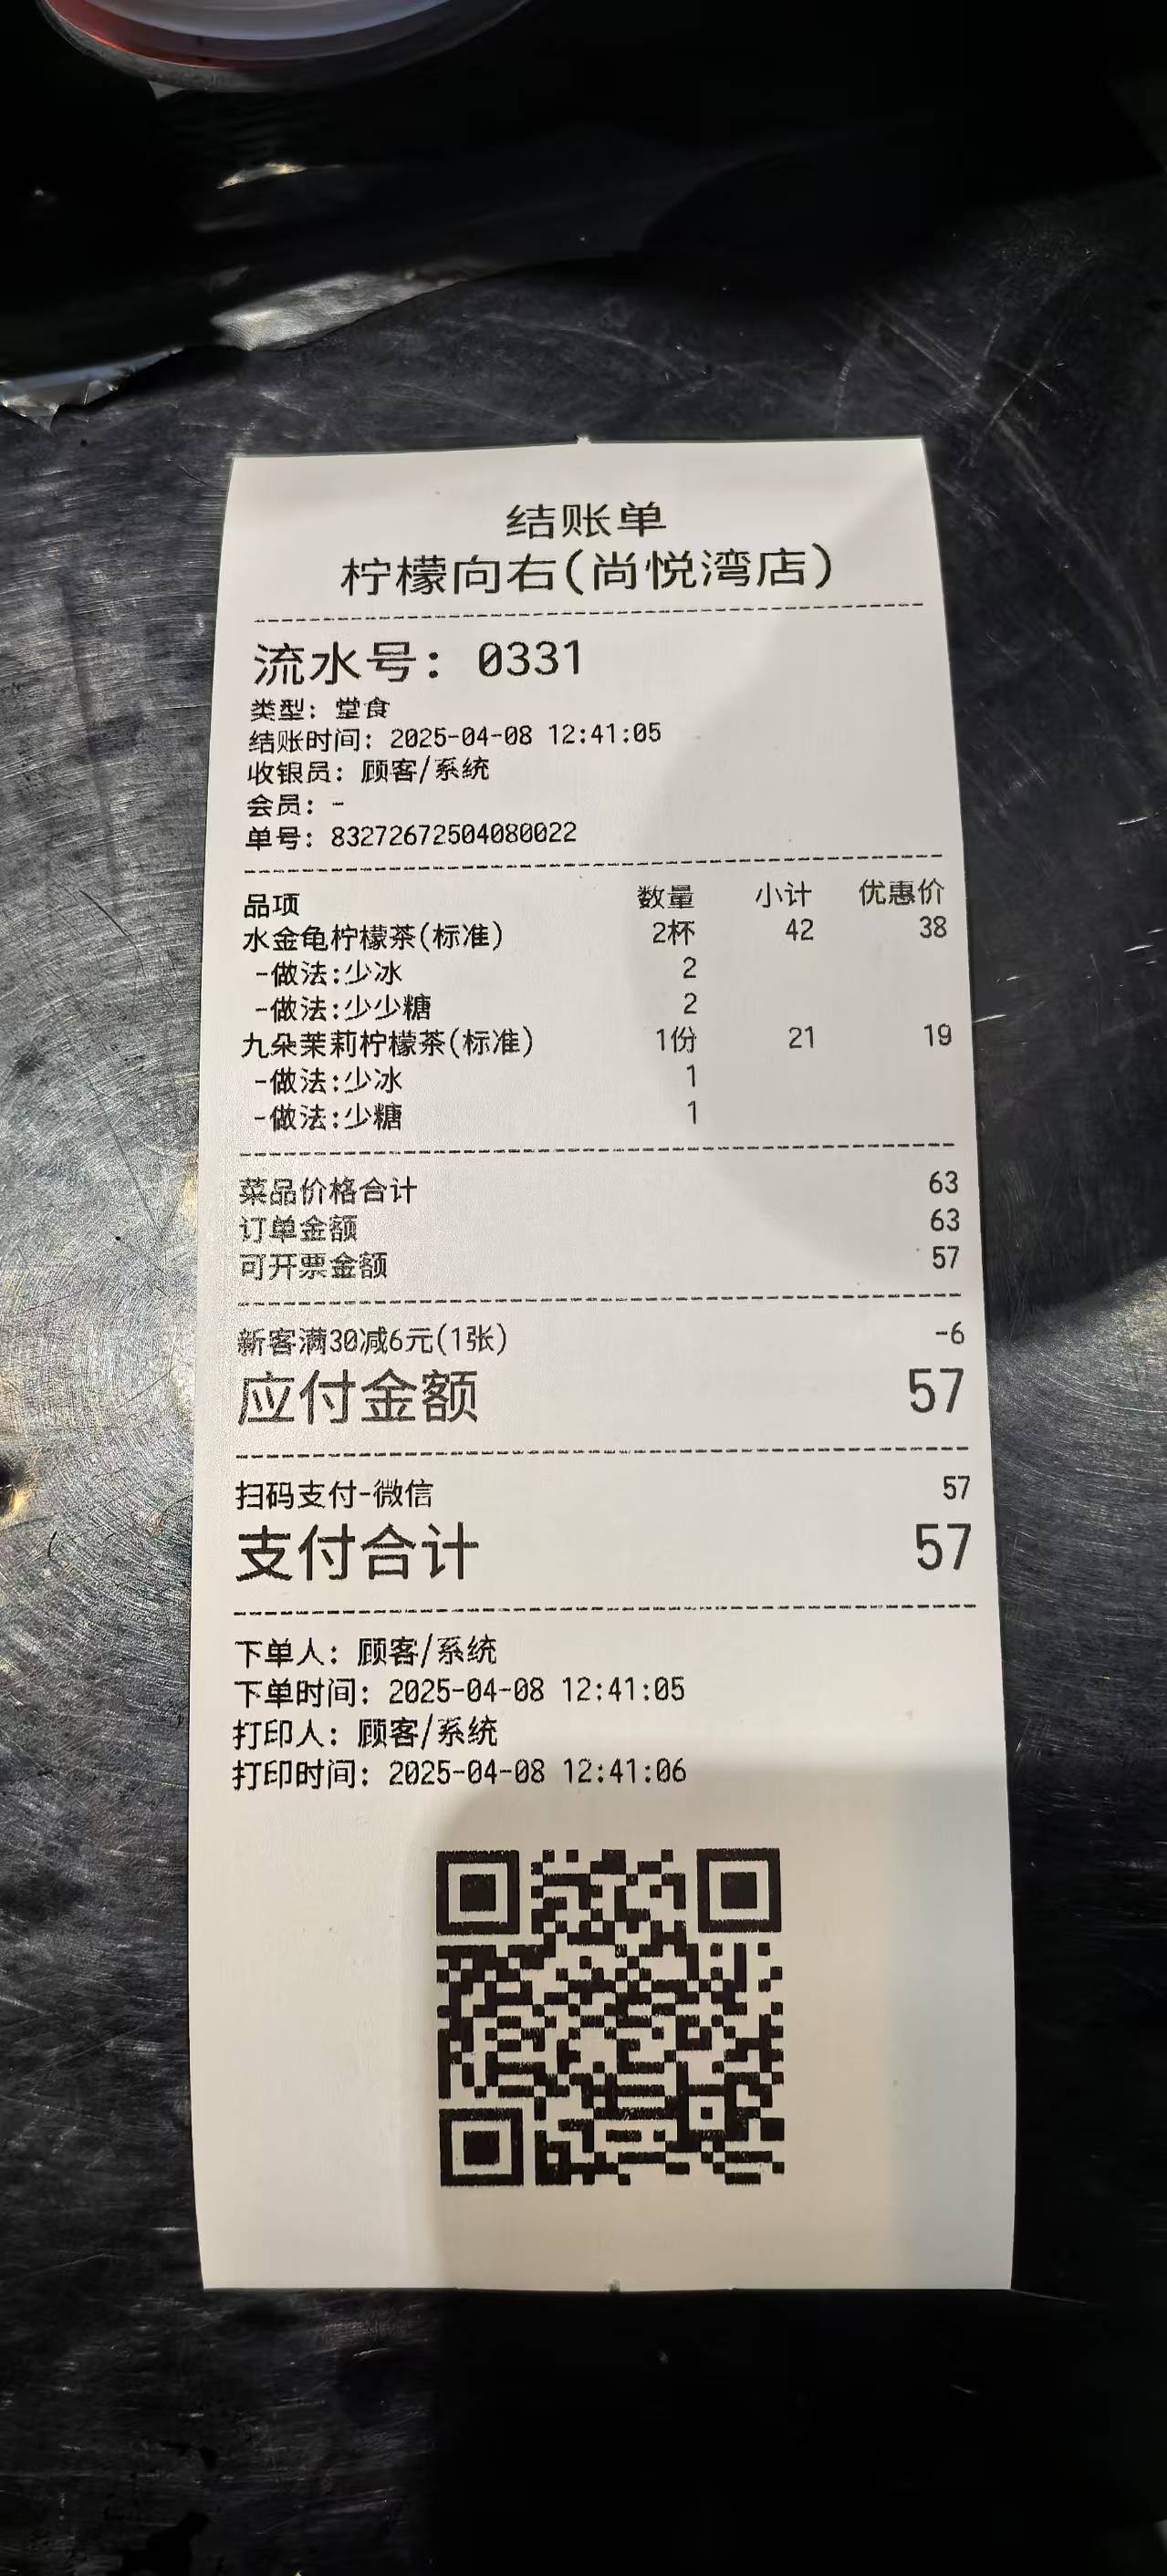 结账单
柠檬向右(尚悦湾店)
流水号: 0331
类型: 堂食
结账时间: 2025-04-08 12:41:05
收银员: 顾客/系统
会员: -
单号: 83272672504080022
品项 数量 小计 优惠价
水金龟柠檬茶(标准) 2杯 42 38
-做法:少冰 2
-做法:少少糖 2
九朵茉莉柠檬茶(标准) 1份 21 19
-做法:少冰 1
-做法:少糖 1
菜品价格合计 63
订单金额 63
可开票金额 57
新客满30减6元(1张) -6
应付金额 57
扫码支付-微信 57
支付合计 57
下单人: 顾客/系统
下单时间: 2025-04-08 12:41:05
打印人: 顾客/系统
打印时间: 2025-04-08 12:41:06